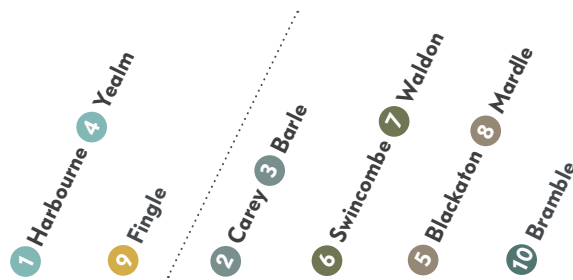 1 Harbourne 4 Yealm
9 Fingle
2 Carey 3 Barle
6 Swincombe 7 Waldon
5 Blackaton 8 Mardle
10 Bramble